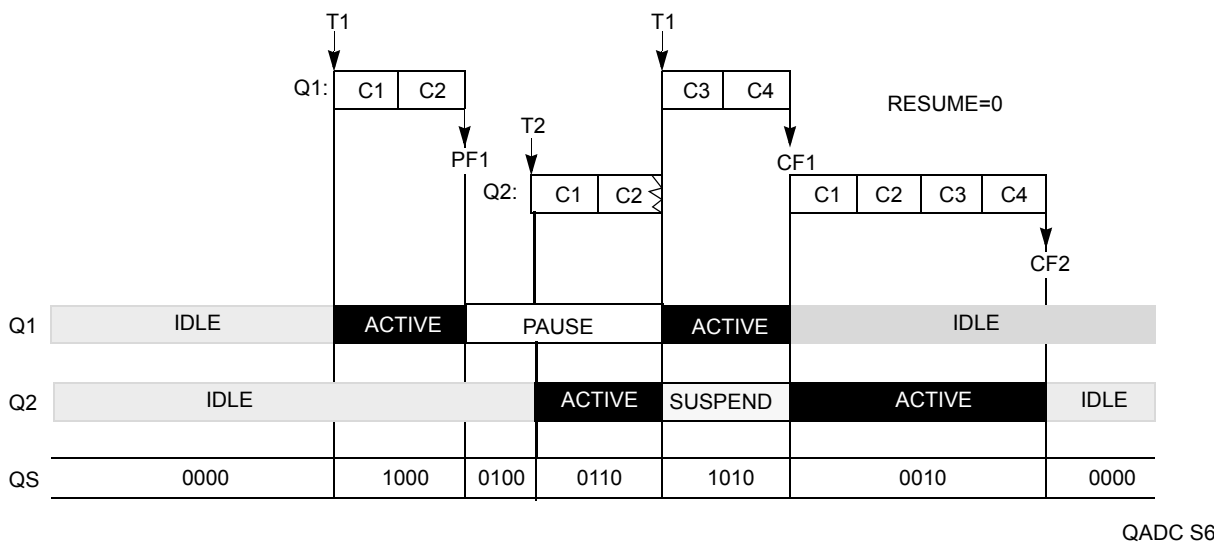 T1 T1
Q1: C1 C2 C3 C4 RESUME=0
T2
PF1 CF1
Q2: C1 C2 C1 C2 C3 C4
CF2
Q1 IDLE ACTIVE PAUSE ACTIVE IDLE
Q2 IDLE ACTIVE SUSPEND ACTIVE IDLE
QS 0000 1000 0100 0110 1010 0010 0000
QADC S6